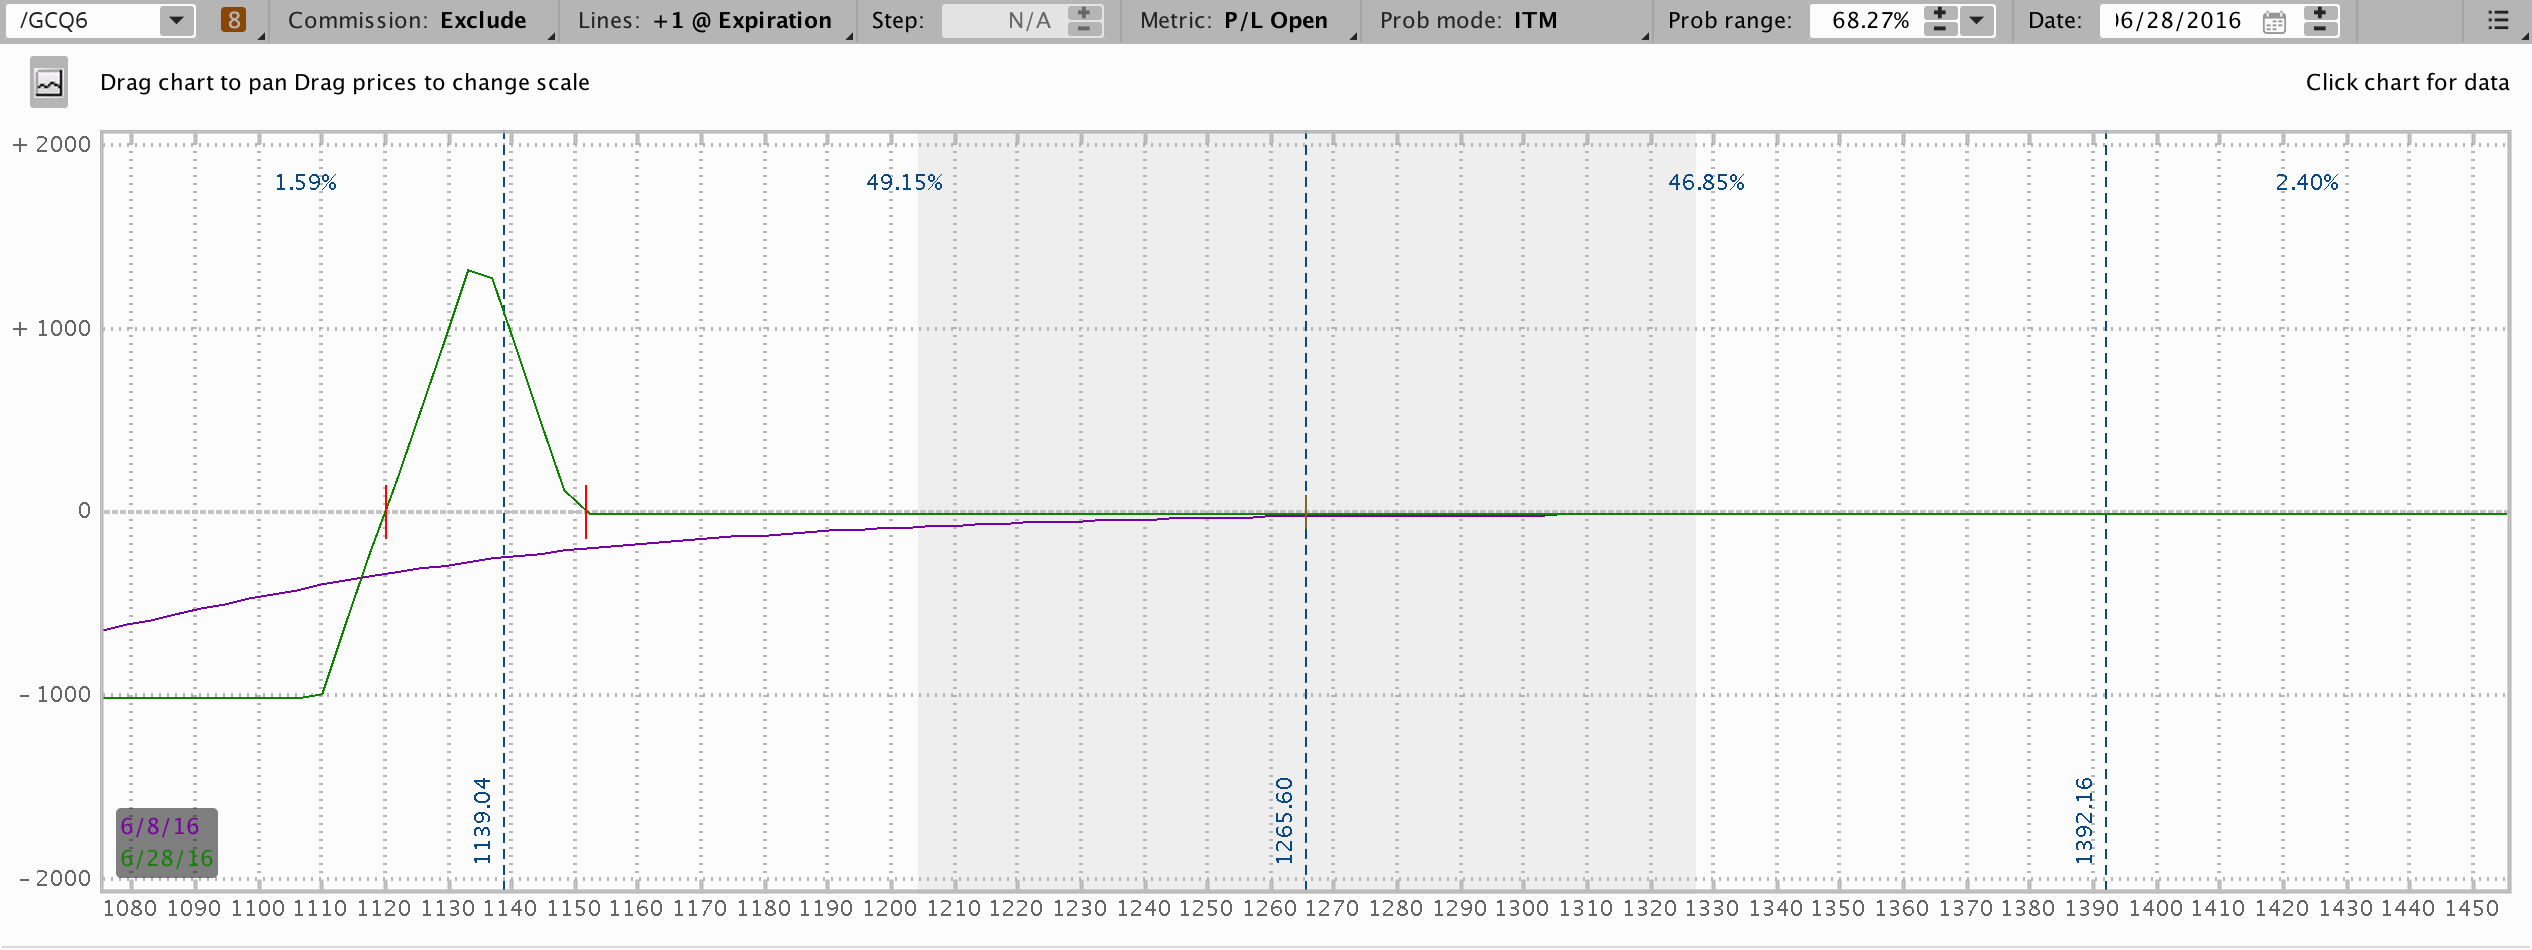 /GCQ6 8 Commission: Exclude Lines: +1 @ Expiration Step: N/A Metric: P/L Open Prob mode: ITM Prob range: 68.27% Date: 06/28/2016
Drag chart to pan Drag prices to change scale Click chart for data
+ 2000
1.59% 49.15% 46.85% 2.40%
+ 1000
0
- 1000
1139.04 1265.60 1392.16
6/8/16
6/28/16
- 2000
1080 1090 1100 1110 1120 1130 1140 1150 1160 1170 1180 1190 1200 1210 1220 1230 1240 1250 1260 1270 1280 1290 1300 1310 1320 1330 1340 1350 1360 1370 1380 1390 1400 1410 1420 1430 1440 1450